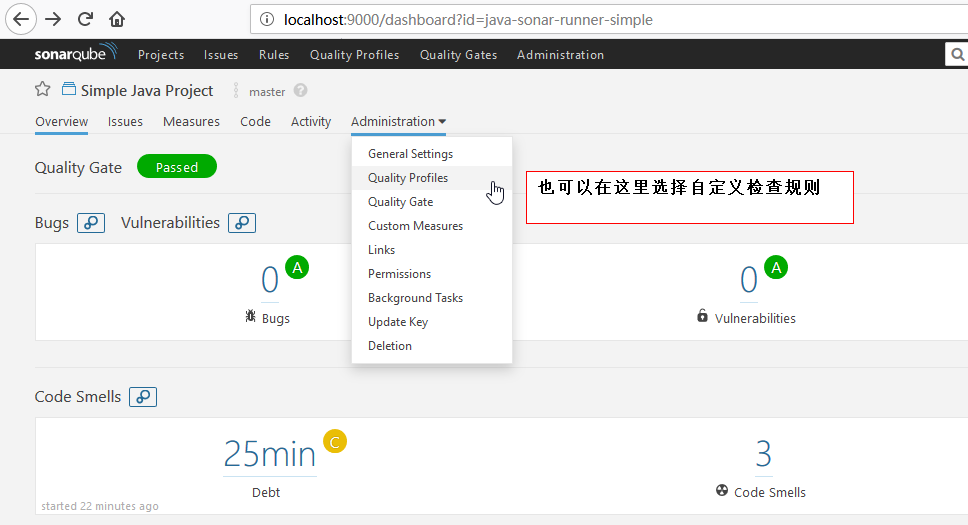 localhost:9000/dashboard?id=java-sonar-runner-simple
sonarqube Projects Issues Rules Quality Profiles Quality Gates Administration
Simple Java Project master ?
Overview Issues Measures Code Activity Administration
General Settings
Quality Profiles
Quality Gate
Custom Measures
Links
Permissions
Background Tasks
Update Key
Deletion
也可以在这里选择自定义检查规则
Quality Gate Passed
Bugs Vulnerabilities
0 A
Bugs
0 A
Vulnerabilities
Code Smells
25min C
Debt
3
Code Smells
started 22 minutes ago